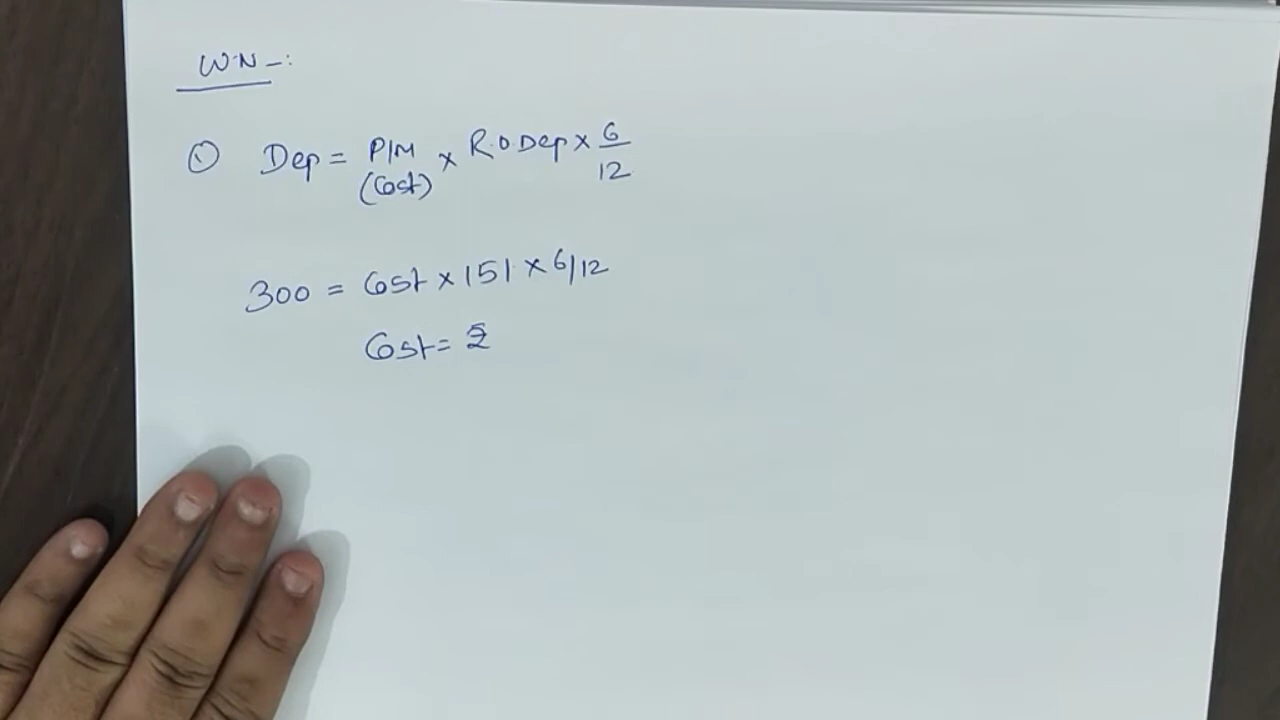 W.N -:
① Dep = P/M (Cost) × R.O Dep × 6/12
300 = Cost × 15% × 6/12
Cost =